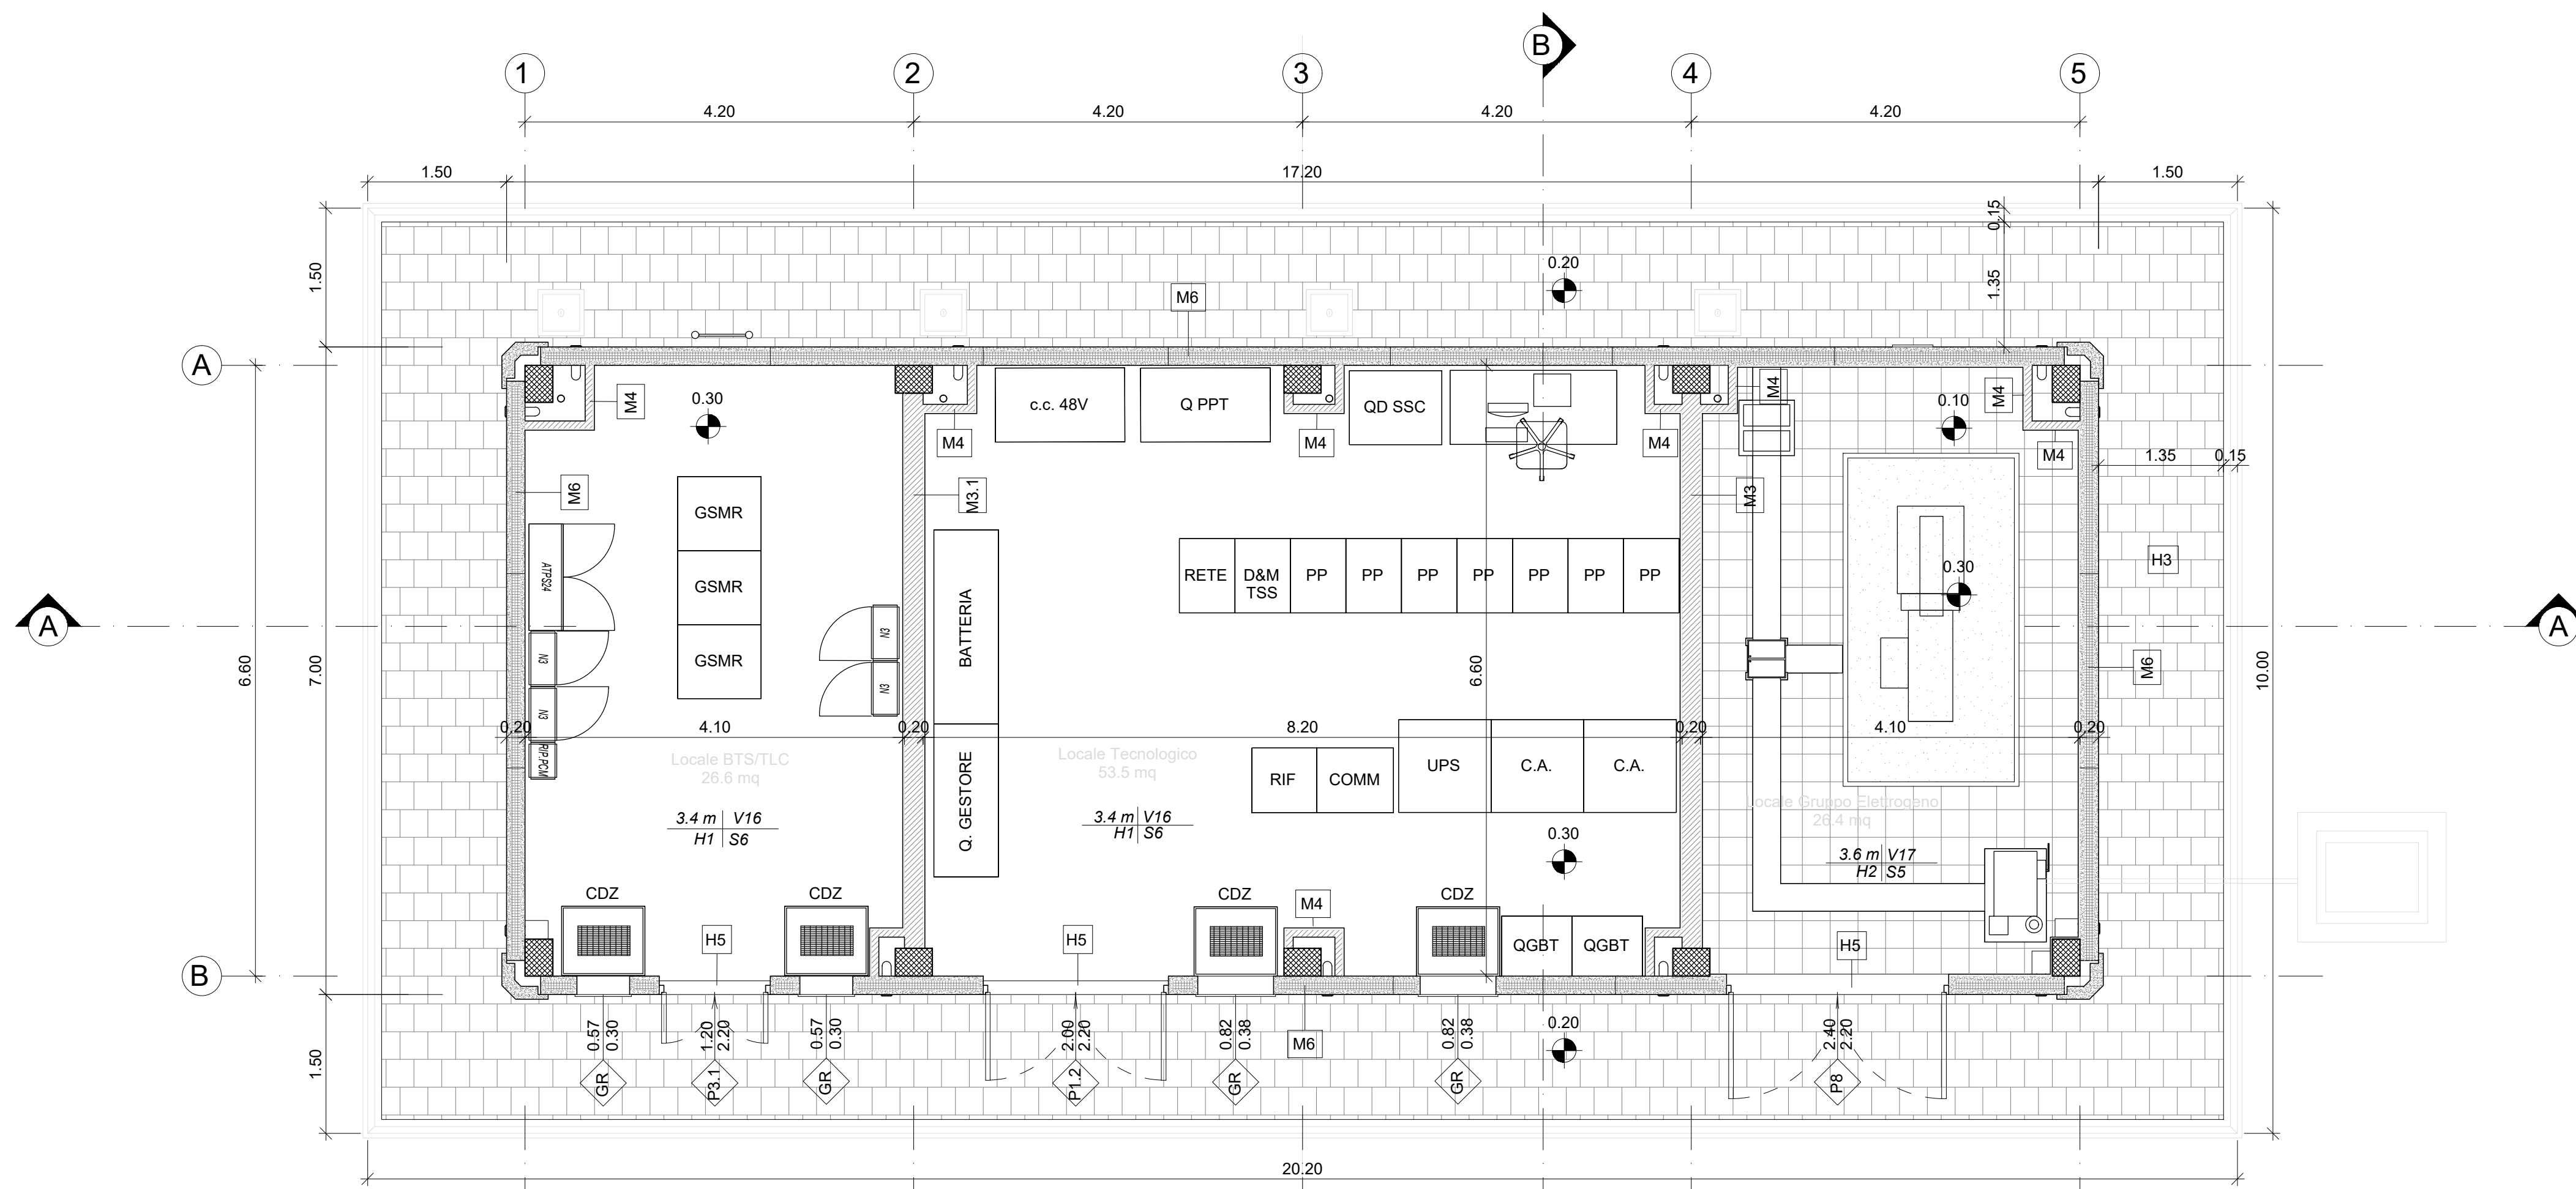 B
1
2
3
4
5
4.20
4.20
4.20
4.20
1.50
17.20
1.50
0.15
1.50
1.35
0.20
M6
A
M4
0.30
M4
c.c. 48V
Q PPT
M4
QD SSC
M4
M4
M4
0.10
M4
1.35
0.15
M6
M3.1
M3
GSMR
GSMR
GSMR
ATPS24
N3
N3
RIP.PCM
N3
N3
BATTERIA
Q. GESTORE
RETE
D&M
TSS
PP
PP
PP
PP
PP
PP
PP
0.30
H3
A
A
6.60
7.00
6.60
10.00
M6
0.20
4.10
0.20
8.20
0.20
4.10
0.20
Locale BTS/TLC
26.6 mq
Locale Tecnologico
53.5 mq
RIF
COMM
UPS
C.A.
C.A.
Locale Gruppo Elettrogeno
26.4 mq
3.4 m
V16
H1
S6
3.4 m
V16
H1
S6
0.30
3.6 m
V17
H2
S5
CDZ
CDZ
CDZ
CDZ
M4
H5
H5
QGBT
QGBT
H5
B
0.57
0.30
1.20
2.20
0.57
0.30
2.00
2.20
0.82
0.38
M6
0.82
0.38
0.20
2.40
2.20
1.50
GR
P3.1
GR
P1.2
GR
GR
P8
20.20